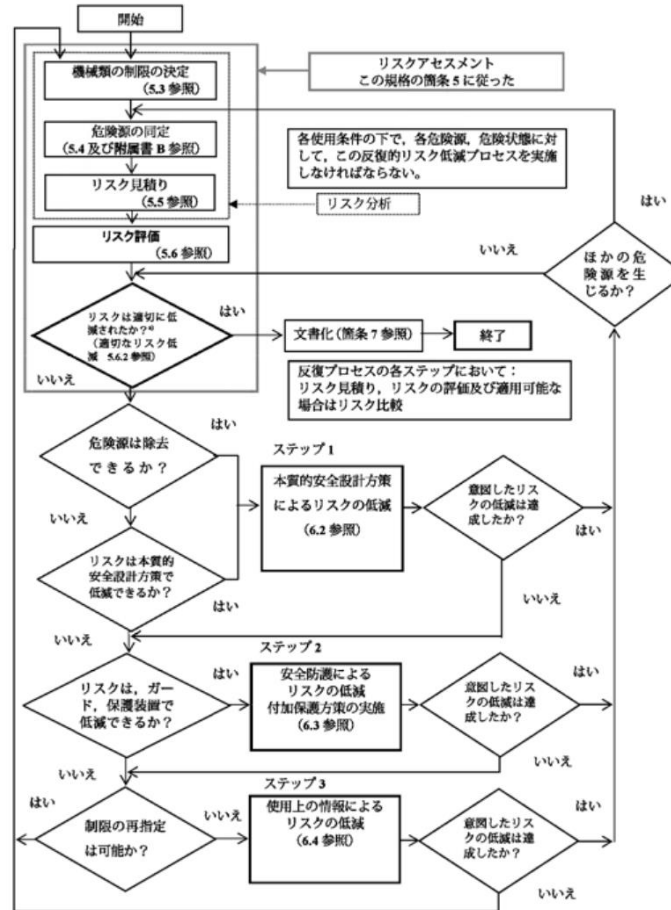 開始
リスクアセスメント
この規格の箇条 5 に従った
機械類の制限の決定
(5.3 参照)
危険源の同定
(5.4 及び附属書 B 参照)
各使用条件の下で，各危険源，危険状態に対
して，この反復的リスク低減プロセスを実施
しなければならない。
リスク見積り
(5.5 参照)
リスク分析
はい
リスク評価
(5.6 参照)
いいえ
ほかの危
険源を生
じるか？
リスクは適切に低
減されたか？a)
(適切なリスク低
減 5.6.2 参照)
はい
文書化 (箇条 7 参照)
終了
いいえ
反復プロセスの各ステップにおいて：
リスク見積り，リスクの評価及び適用可能な
場合はリスク比較
危険源は除去
できるか？
はい
ステップ 1
本質的安全設計方策
によるリスクの低減
(6.2 参照)
意図したリス
クの低減は達
成したか？
はい
いいえ
リスクは本質的
安全設計方策で
低減できるか？
はい
いいえ
いいえ
ステップ 2
リスクは，ガー
ド，保護装置で
低減できるか？
はい
安全防護による
リスクの低減
付加保護方策の実施
(6.3 参照)
意図したリス
クの低減は達
成したか？
はい
いいえ
いいえ
ステップ 3
はい
制限の再指定
は可能か？
いいえ
使用上の情報による
リスクの低減
(6.4 参照)
意図したリス
クの低減は達
成したか？
はい
いいえ